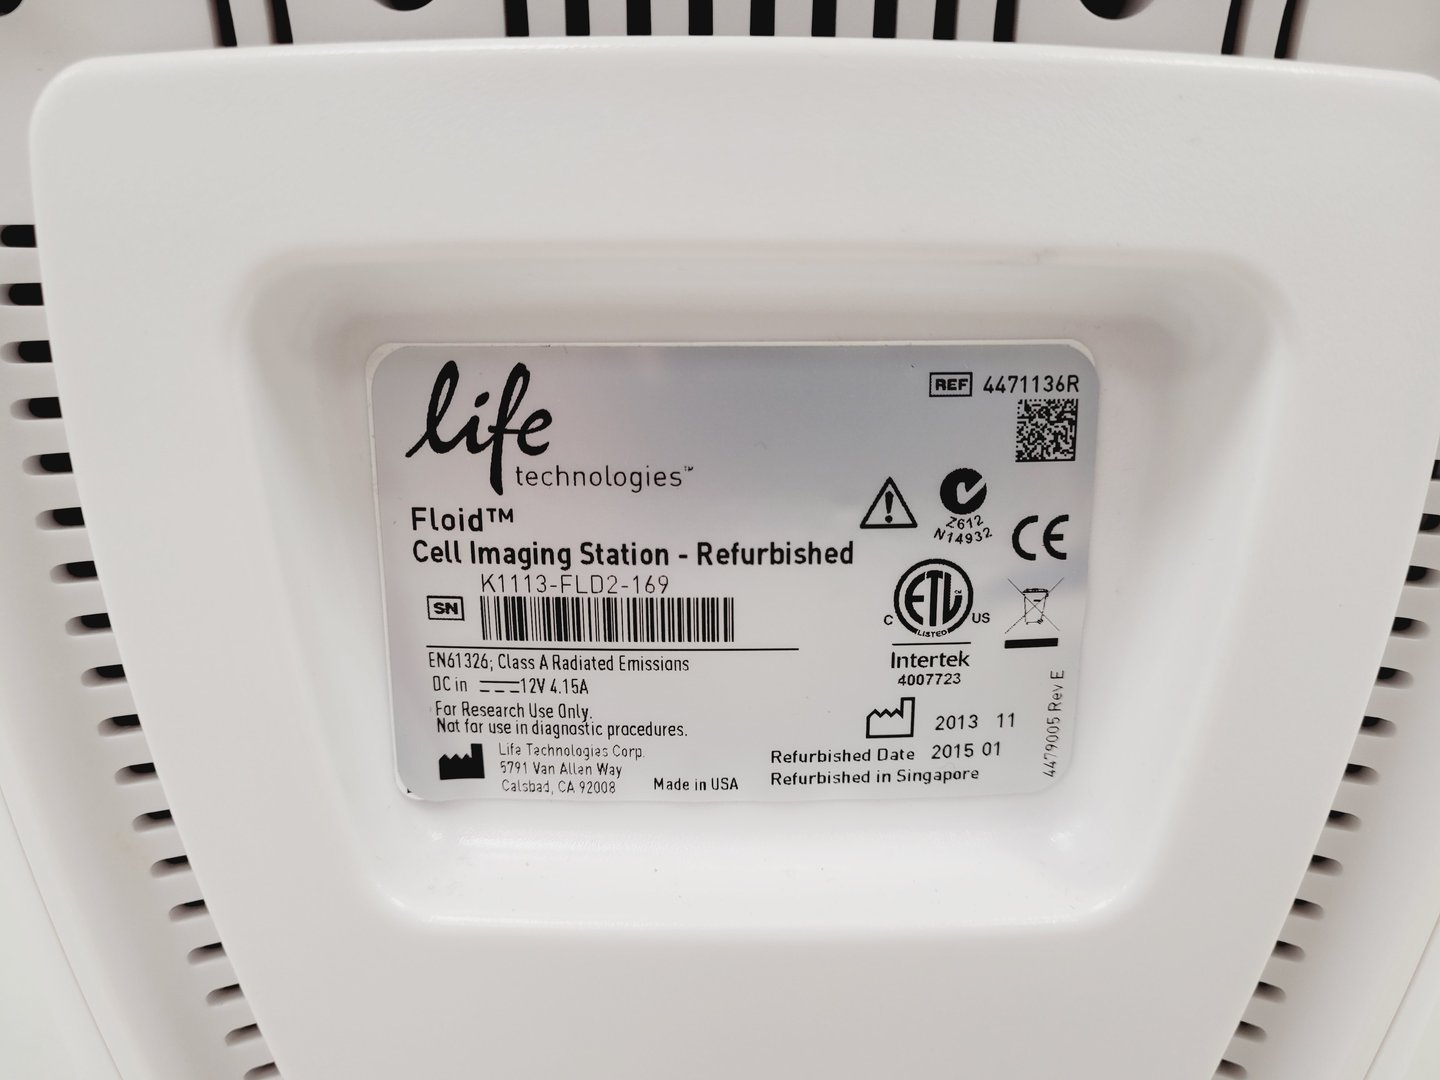 life
technologies™
REF 4471136R
Floid™
Cell Imaging Station - Refurbished
K1113-FLD2-169
SN
Z612
N14932
CE
ETL
C US
LISTED
Intertek
4007723
EN61326; Class A Radiated Emissions
DC in 12V 4.15A
For Research Use Only.
Not for use in diagnostic procedures.
Life Technologies Corp.
5791 Van Allen Way
Calsbad, CA 92008
Made in USA
2013 11
Refurbished Date 2015 01
Refurbished in Singapore
4479005 Rev E